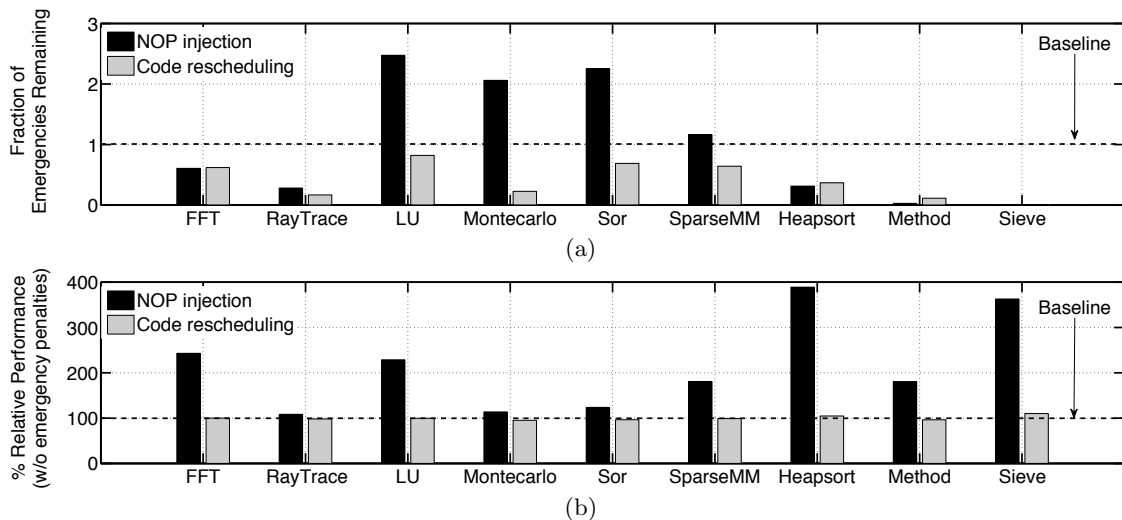 3
2
1
0
Fraction of
Emergencies Remaining
NOP injection
Code rescheduling
Baseline
FFT RayTrace LU Montecarlo Sor SparseMM Heapsort Method Sieve
(a)
400
300
200
100
0
% Relative Performance
(w/o emergency penalties)
NOP injection
Code rescheduling
Baseline
FFT RayTrace LU Montecarlo Sor SparseMM Heapsort Method Sieve
(b)